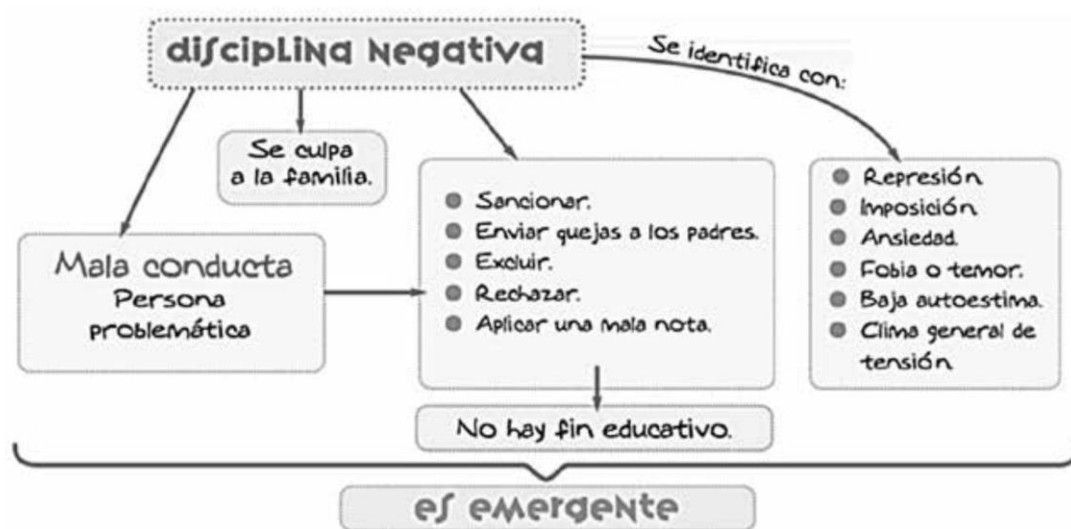 disciplina negativa
Se identifica con:
Se culpa
a la familia.
Mala conducta
Persona
problemática
Sancionar.
Enviar quejas a los padres.
Excluir.
Rechazar.
Aplicar una mala nota.
Represión
Imposición
Ansiedad.
Fobia o temor.
Baja autoestima.
Clima general de
tensión
No hay fin educativo.
es emergente